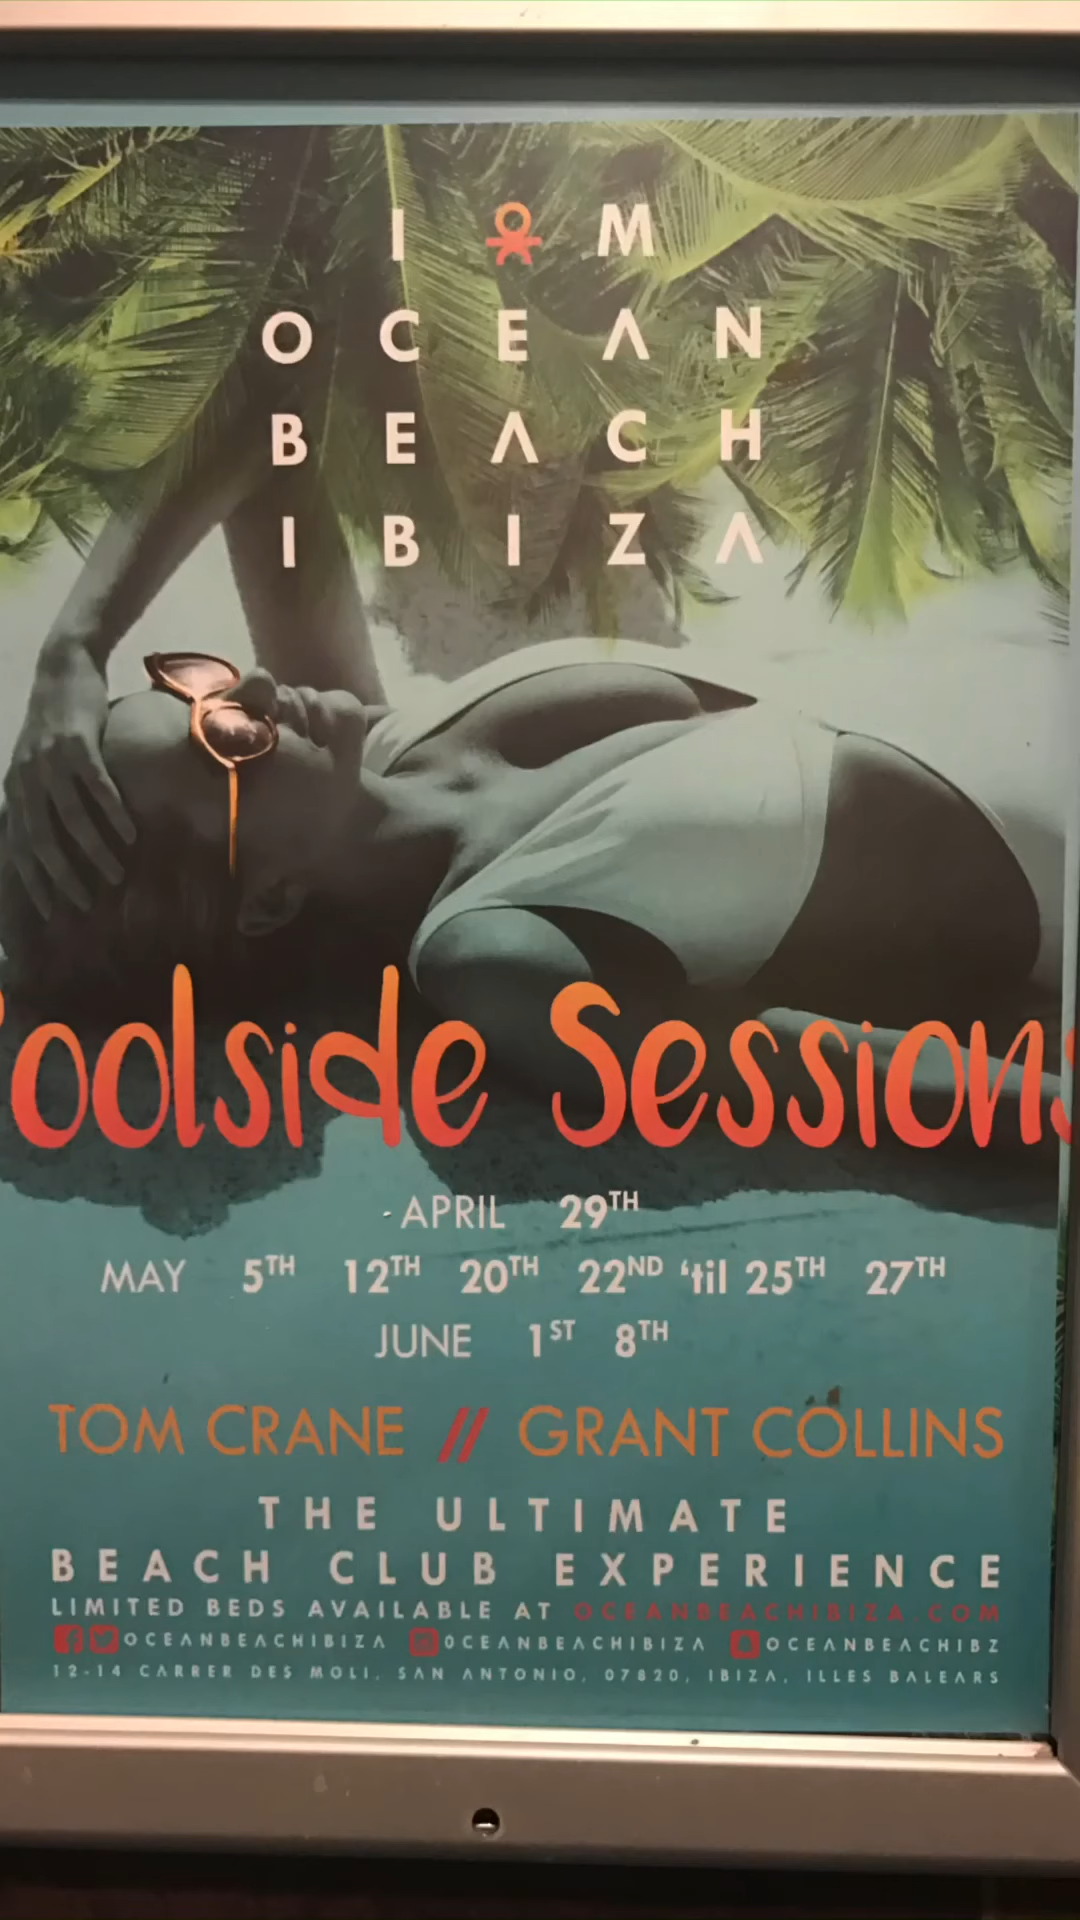 I M
OCEAN
BEACH
IBIZA
oolside Sessions
APRIL 29TH
MAY 5TH 12TH 20TH 22ND 'til 25TH 27TH
JUNE 1ST 8TH
TOM CRANE // GRANT COLLINS
THE ULTIMATE
BEACH CLUB EXPERIENCE
LIMITED BEDS AVAILABLE AT OCEANBEACHIBIZA.COM
OCEANBEACHIBIZA OCEANBEACHIBIZA OCEANBEACHIBZ
12-14 CARRER DES MOLI, SAN ANTONIO, 07820, IBIZA, ILLES BALEARS